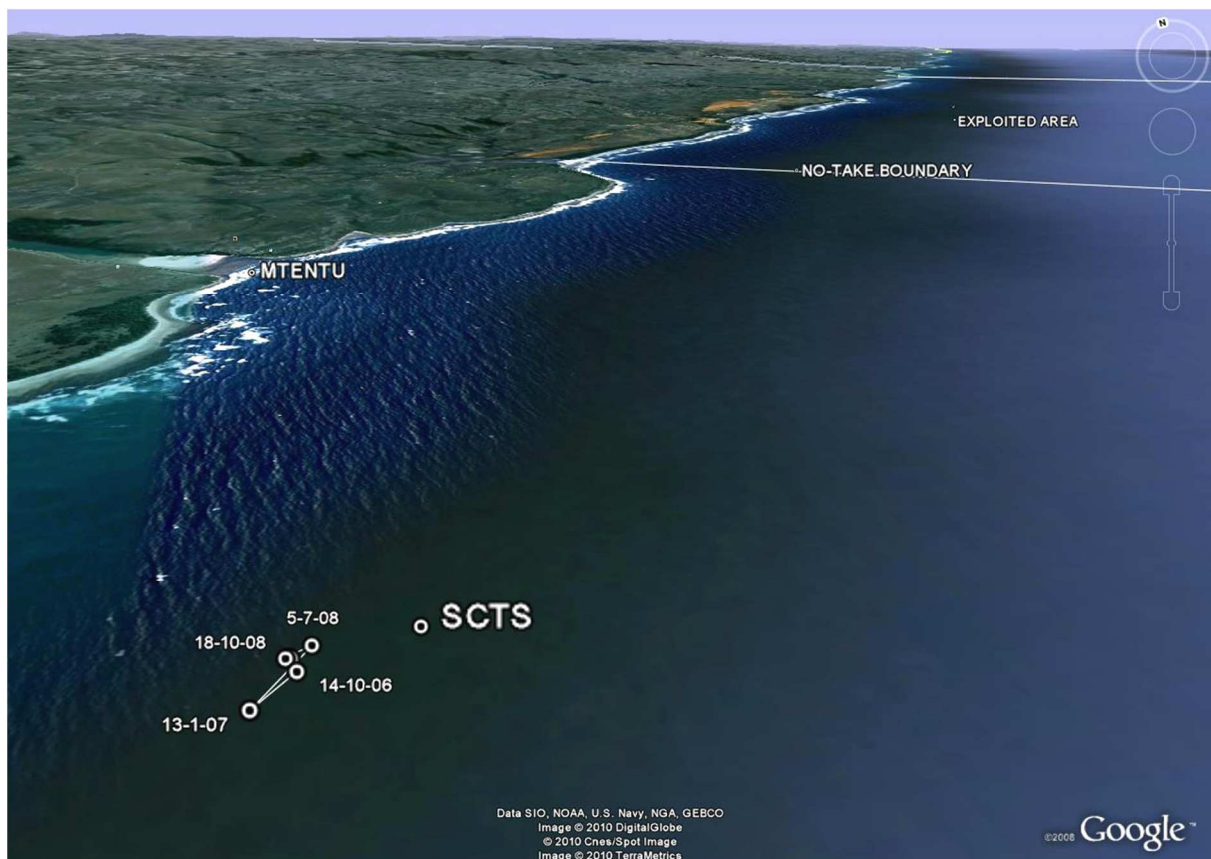 N
EXPLOITED AREA
NO-TAKE BOUNDARY
MTENTU
5-7-08
SCTS
18-10-08
14-10-06
13-1-07
Data SIO, NOAA, U.S. Navy, NGA, GEBCO
Image © 2010 DigitalGlobe
© 2010 Cnes/Spot Image
Image © 2010 TerraMetrics
©2008 Google™